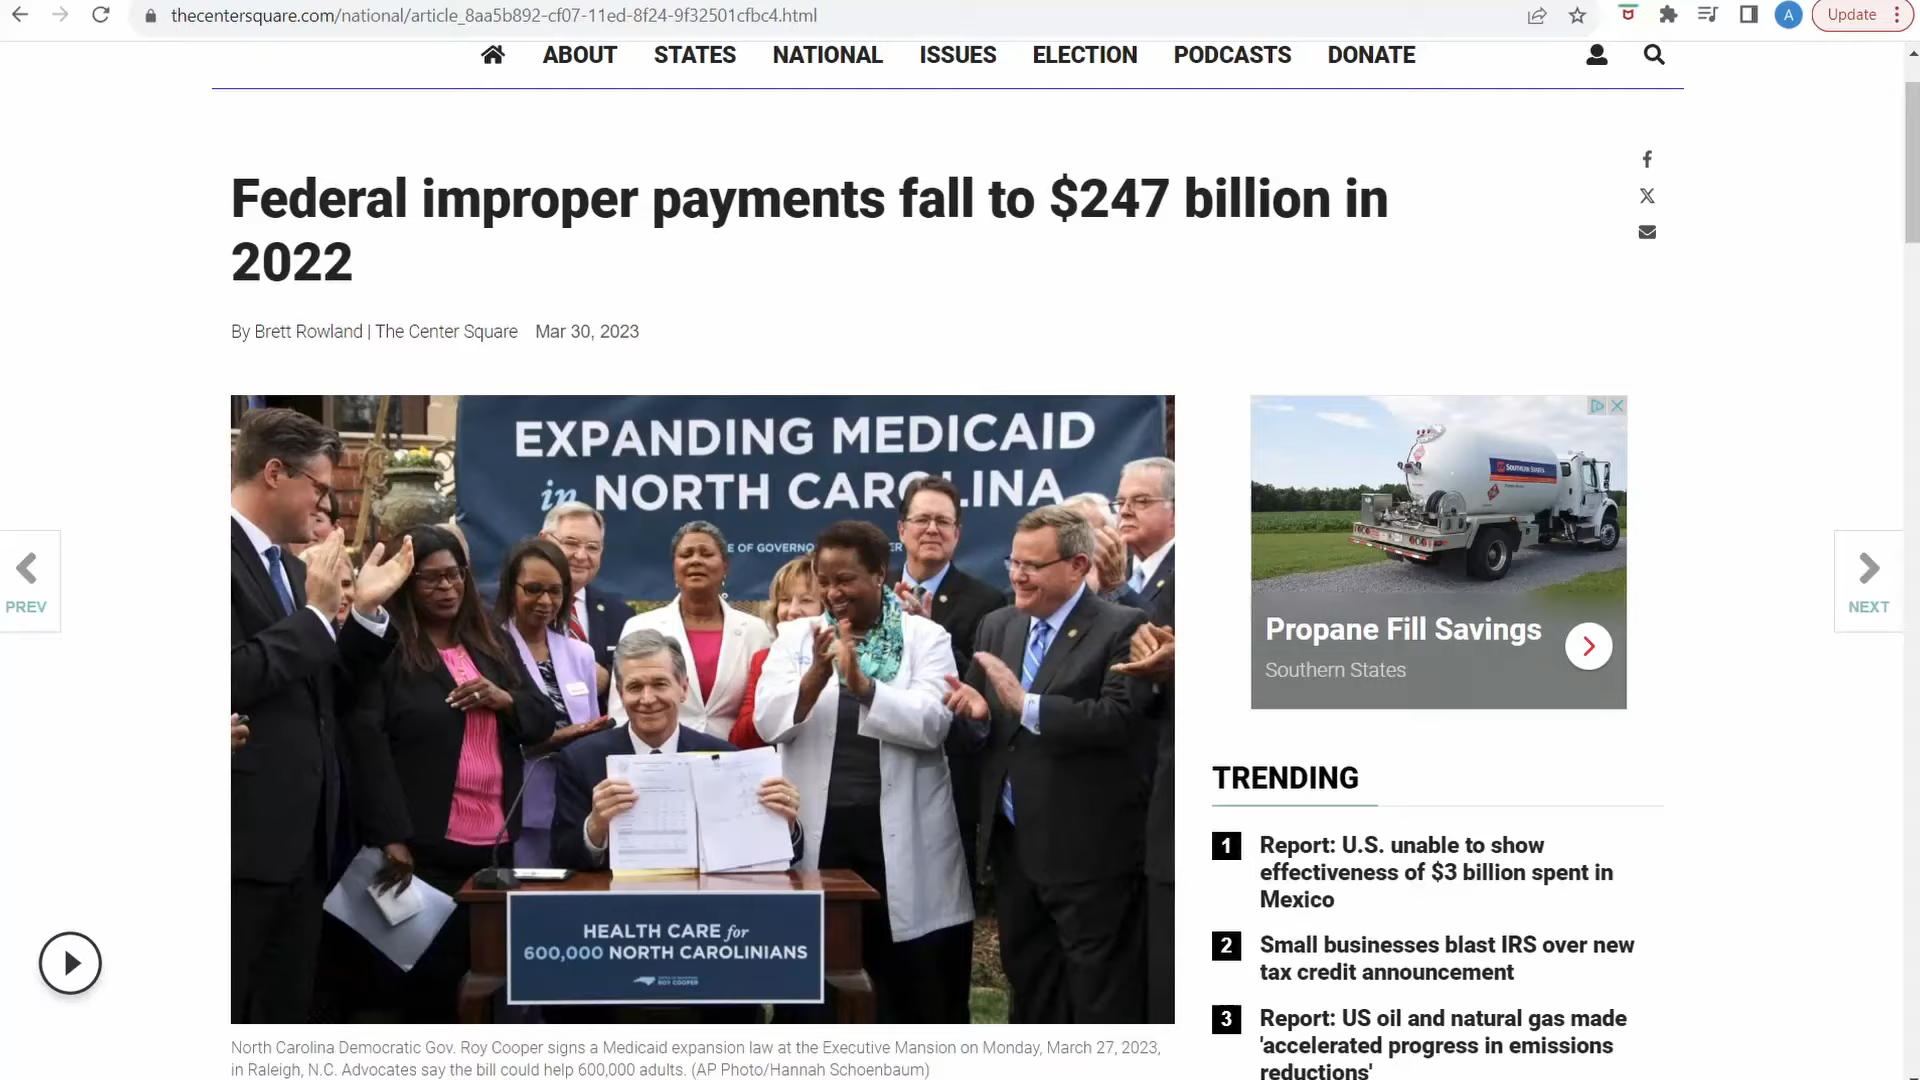 thecentersquare.com/national/article_8aa5b892-cf07-11ed-8f24-9f32501cfbc4.html
A
Update
ABOUT STATES NATIONAL ISSUES ELECTION PODCASTS DONATE
Federal improper payments fall to $247 billion in
2022
By Brett Rowland | The Center Square Mar 30, 2023
EXPANDING MEDICAID
in NORTH CAROLINA
E OF GOVERNO
ER
HEALTH CARE for
600,000 NORTH CAROLINIANS
ROY COOPER
North Carolina Democratic Gov. Roy Cooper signs a Medicaid expansion law at the Executive Mansion on Monday, March 27, 2023,
in Raleigh, N.C. Advocates say the bill could help 600,000 adults. (AP Photo/Hannah Schoenbaum)
PREV
NEXT
SOUTHERN STATES
Propane Fill Savings
Southern States
TRENDING
1 Report: U.S. unable to show
effectiveness of $3 billion spent in
Mexico
2 Small businesses blast IRS over new
tax credit announcement
3 Report: US oil and natural gas made
'accelerated progress in emissions
reductions'